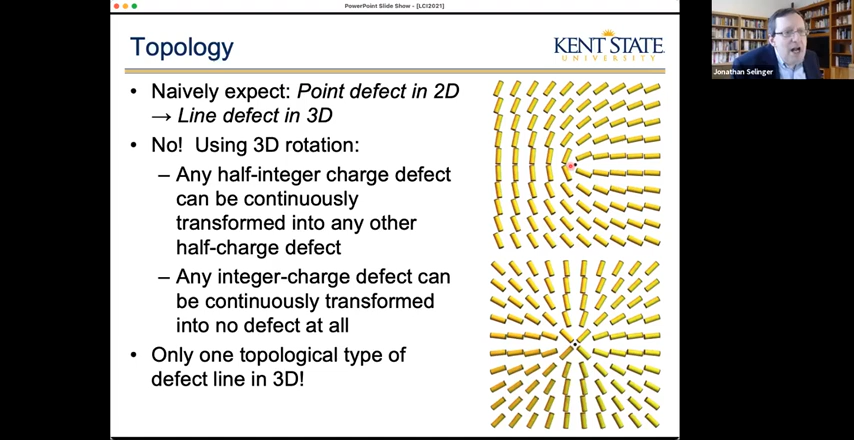 PowerPoint Slide Show - [LCI2021]
Topology
KENT STATE
UNIVERSITY
• Naively expect: Point defect in 2D
→ Line defect in 3D
• No! Using 3D rotation:
– Any half-integer charge defect
can be continuously
transformed into any other
half-charge defect
– Any integer-charge defect can
be continuously transformed
into no defect at all
• Only one topological type of
defect line in 3D!
Jonathan Selinger